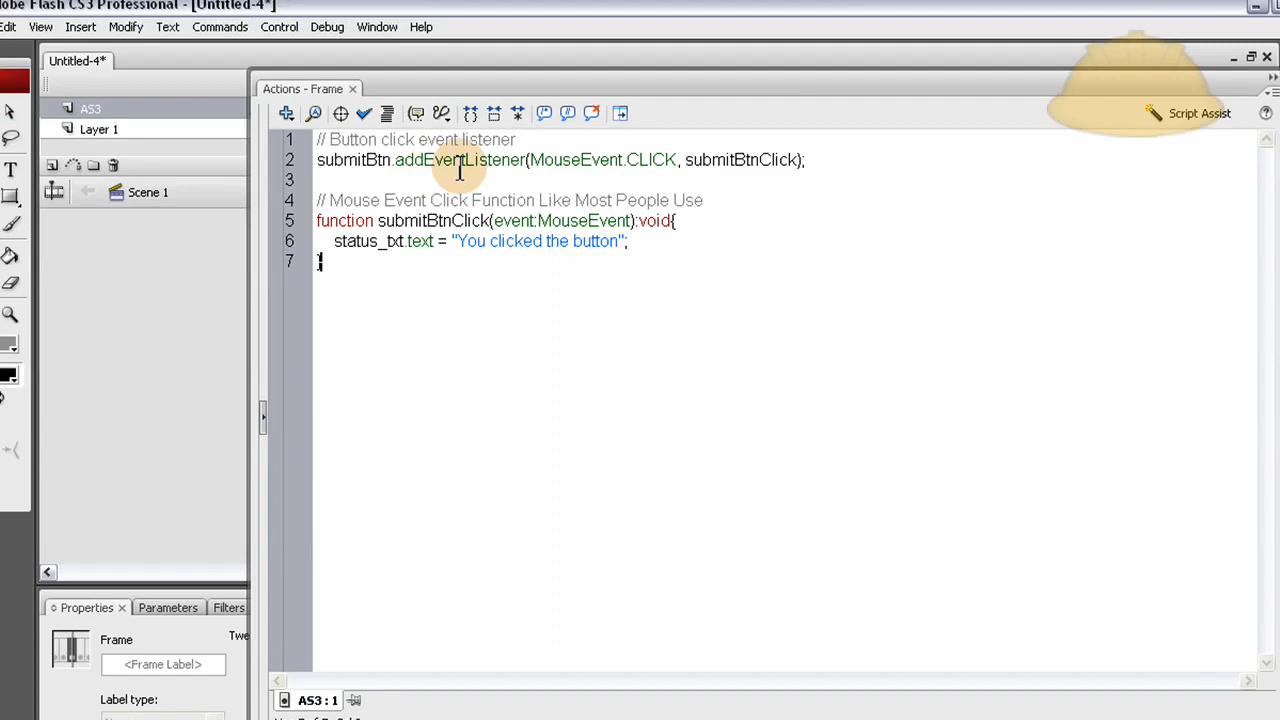 dobe Flash CS3 Professional - [Untitled-4*]
Edit View Insert Modify Text Commands Control Debug Window Help
Untitled-4*
Actions - Frame
AS3
Layer 1
Script Assist
Scene 1
1 // Button click event listener
2 submitBtn.addEventListener(MouseEvent.CLICK, submitBtnClick);
3
4 // Mouse Event Click Function Like Most People Use
5 function submitBtnClick(event:MouseEvent):void{
6 status_txt.text = "You clicked the button";
7 }
Properties Parameters Filters
Frame
Twe
<Frame Label>
Label type:
AS3 : 1